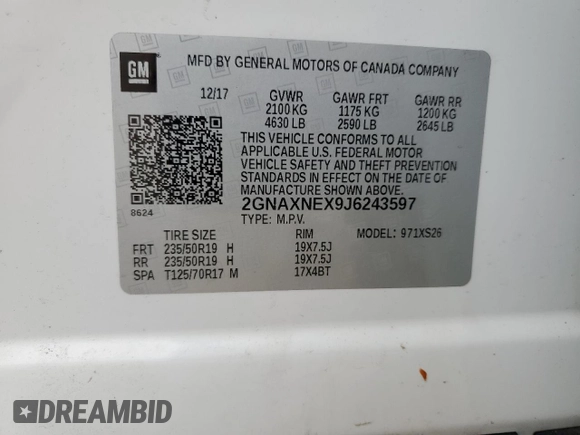 GM
MFD BY GENERAL MOTORS OF CANADA COMPANY
12/17 GVWR GAWR FRT GAWR RR
2100 KG 1175 KG 1200 KG
4630 LB 2590 LB 2645 LB
THIS VEHICLE CONFORMS TO ALL
APPLICABLE U.S. FEDERAL MOTOR
VEHICLE SAFETY AND THEFT PREVENTION
STANDARDS IN EFFECT ON THE DATE OF
MANUFACTURE SHOWN ABOVE.
8624 2GNAXNEX9J6243597
TYPE: M.P.V.
TIRE SIZE RIM MODEL: 971XS26
FRT 235/50R19 H 19X7.5J
RR 235/50R19 H 19X7.5J
SPA T125/70R17 M 17X4BT
DREAMBID